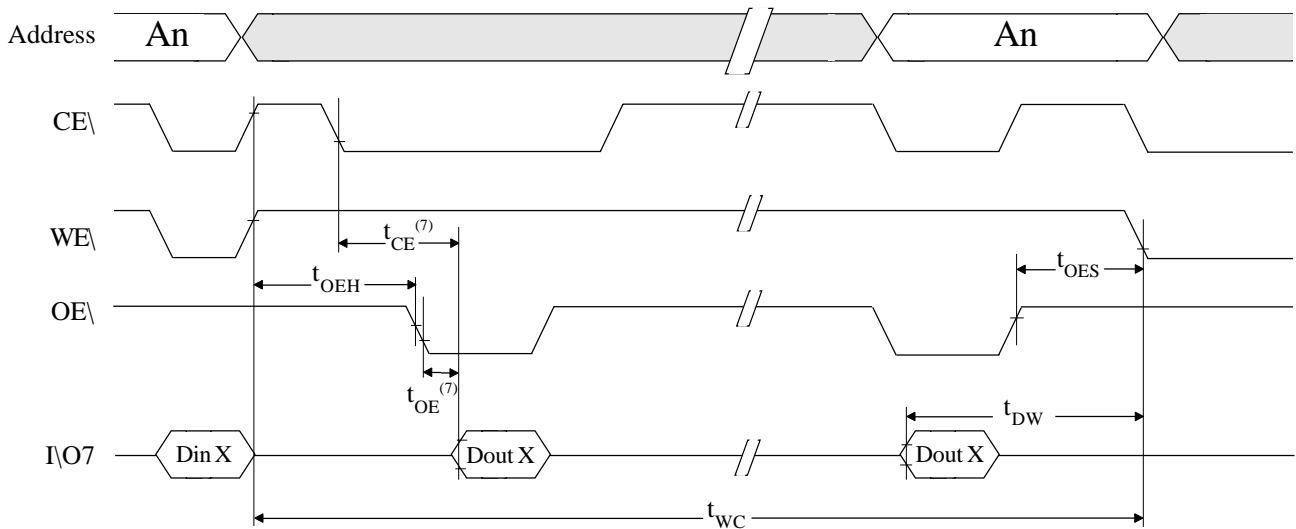 Address An An
CE\
WE\
tCE(7)
tOEH
tOES
OE\
tOE(7)
tDW
I\O7 Din X Dout X Dout X
tWC